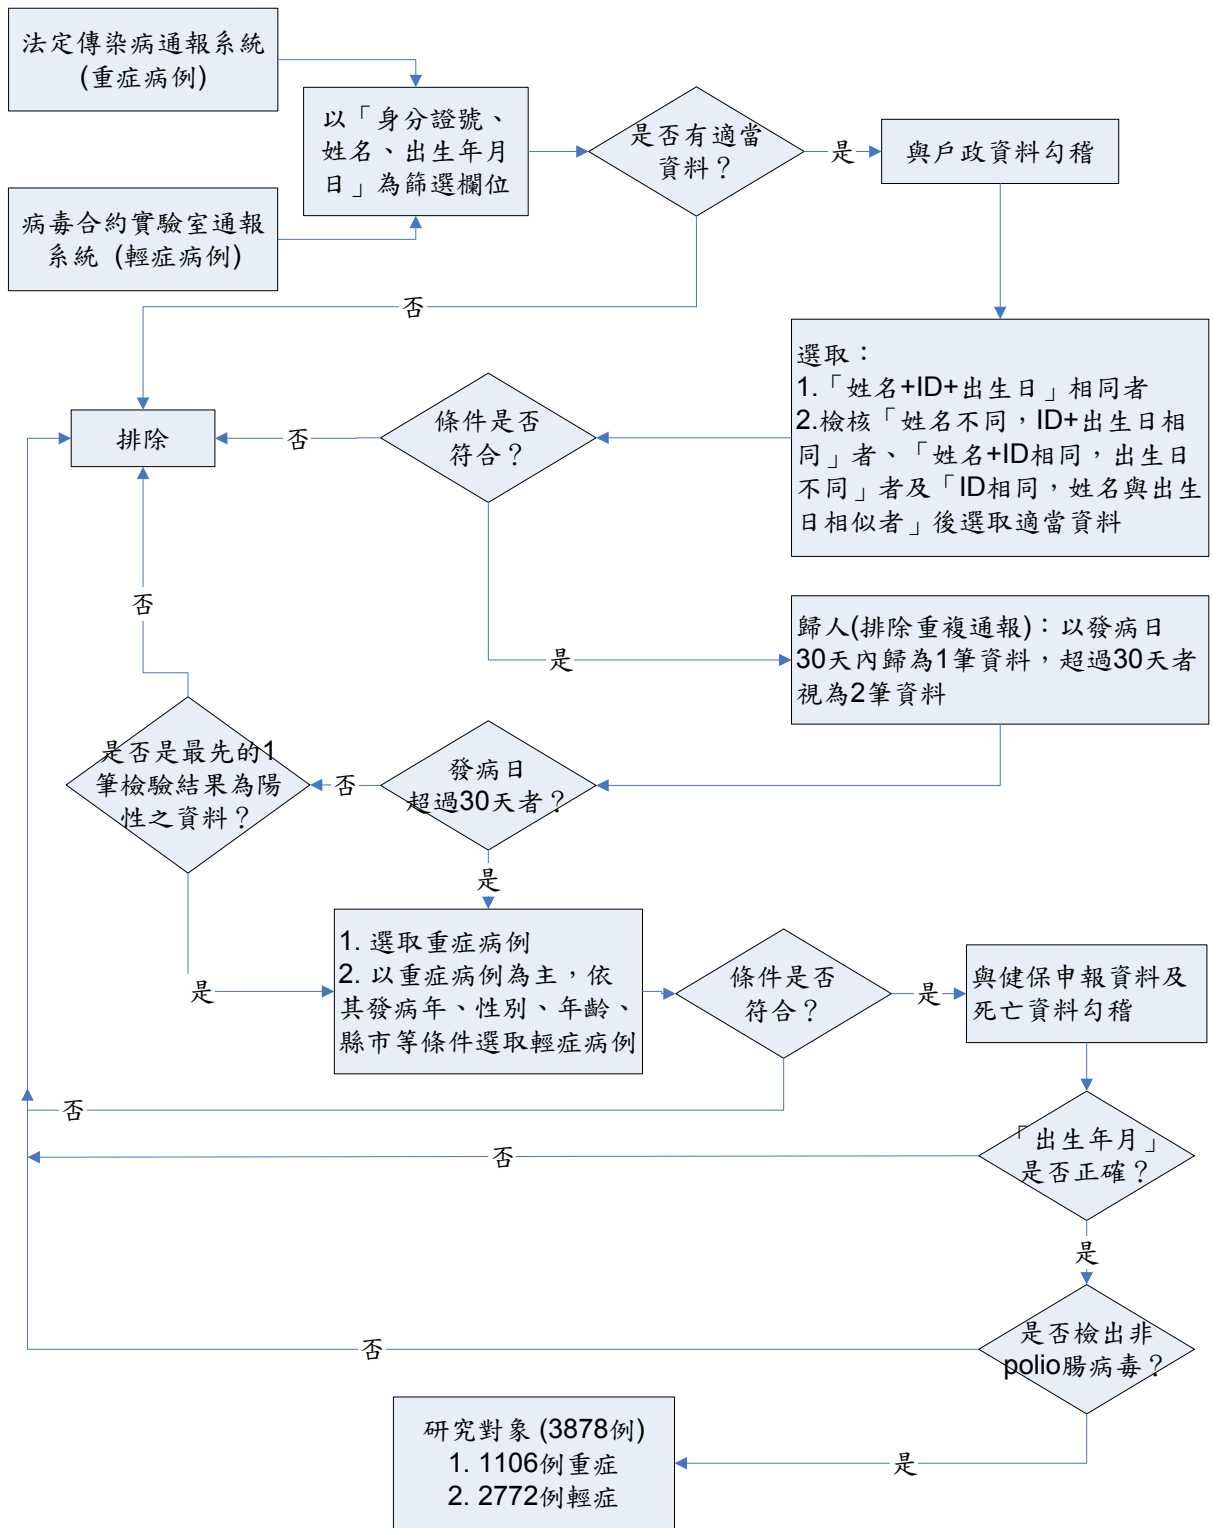 法定傳染病通報系統
(重症病例)
以「身分證號、
姓名、出生年月
日」為篩選欄位
是否有適當
資料？
是
與戶政資料勾稽
病毒合約實驗室通報
系統 (輕症病例)
否
選取：
1.「姓名+ID+出生日」相同者
2.檢核「姓名不同，ID+出生日相
同」者、「姓名+ID相同，出生日
不同」者及「ID相同，姓名與出生
日相似者」後選取適當資料
條件是否
符合？
否
排除
否
是
歸人(排除重複通報)：以發病日
30天內歸為1筆資料，超過30天者
視為2筆資料
是否是最先的1
筆檢驗結果為陽
性之資料？
否
發病日
超過30天者？
是
是
1. 選取重症病例
2. 以重症病例為主，依
其發病年、性別、年齡、
縣市等條件選取輕症病例
條件是否
符合？
是
與健保申報資料及
死亡資料勾稽
否
「出生年月」
是否正確？
否
是
是否檢出非
polio腸病毒？
否
是
研究對象 (3878例)
1. 1106例重症
2. 2772例輕症